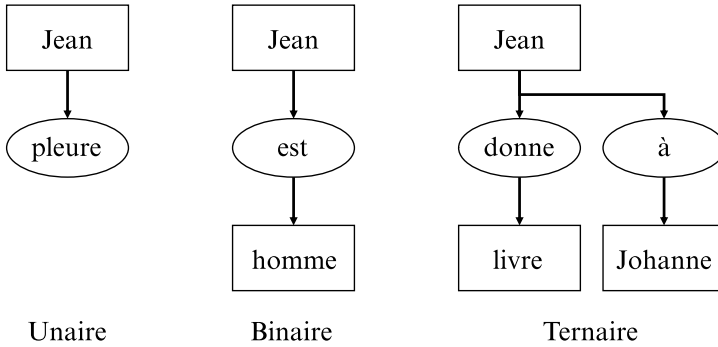 Jean
pleure
Unaire
Jean
est
homme
Binaire
Jean
donne
à
livre
Johanne
Ternaire